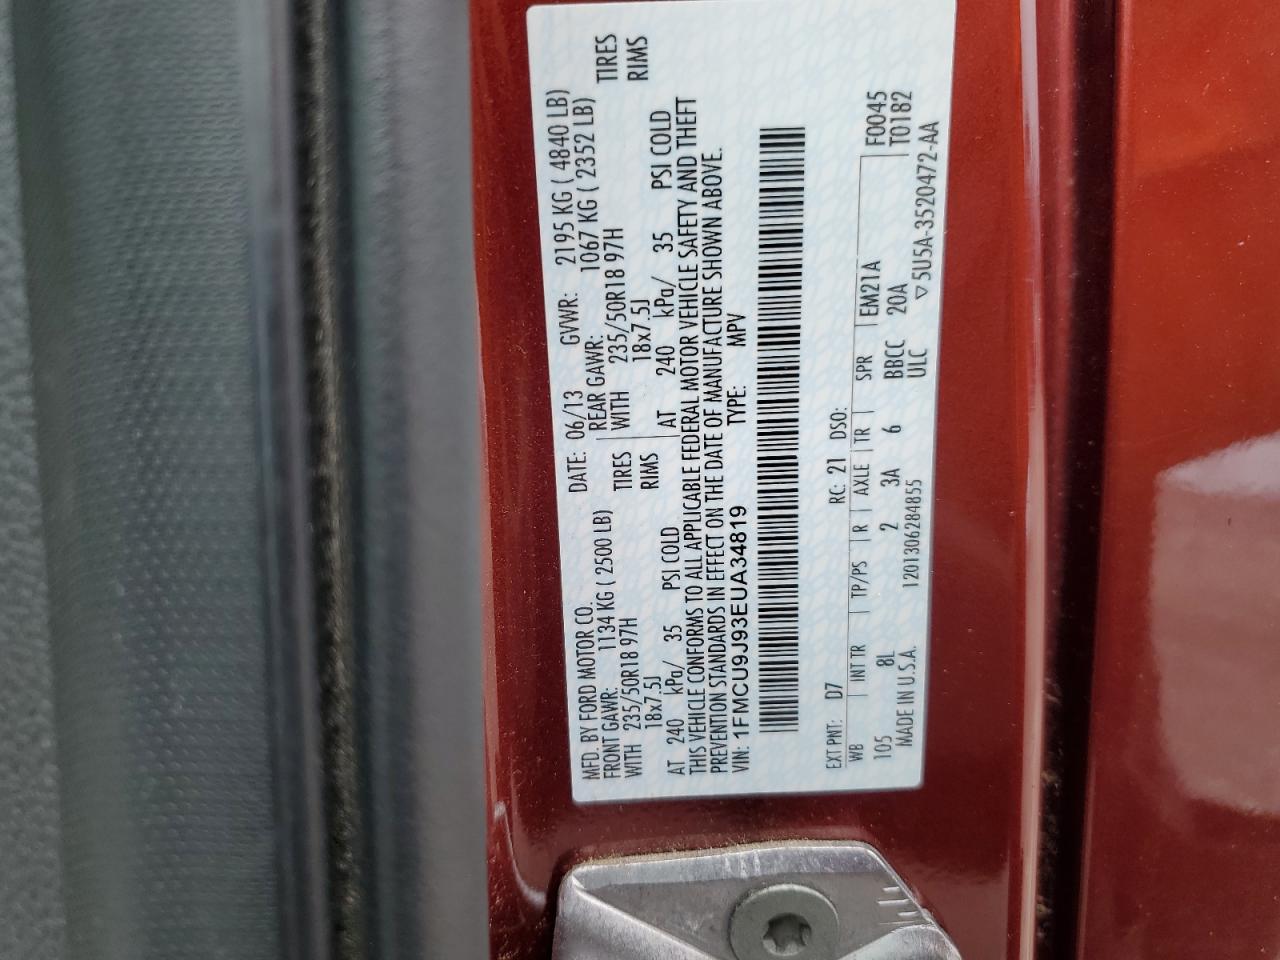 MFD. BY FORD MOTOR CO. DATE: 06/13 GVWR: 2195 KG ( 4840 LB)
FRONT GAWR: 1134 KG ( 2500 LB) REAR GAWR: 1067 KG ( 2352 LB)
WITH 235/50R18 97H TIRES WITH 235/50R18 97H TIRES
18x7.5J RIMS 18x7.5J RIMS
AT 240 kPa/ 35 PSI COLD AT 240 kPa/ 35 PSI COLD
THIS VEHICLE CONFORMS TO ALL APPLICABLE FEDERAL MOTOR VEHICLE SAFETY AND THEFT
PREVENTION STANDARDS IN EFFECT ON THE DATE OF MANUFACTURE SHOWN ABOVE.
VIN: 1FMCU9J93EUA34819 TYPE: MPV
EXT PNT: D7 RC: 21 DSO: F0045
WB INT TR TP/PS R AXLE TR SPR EM21A T01B2
105 8L 2 3A 6 BBCC 20A
MADE IN U.S.A. 1201306284855 ULC ▽5U5A-3520472-AA